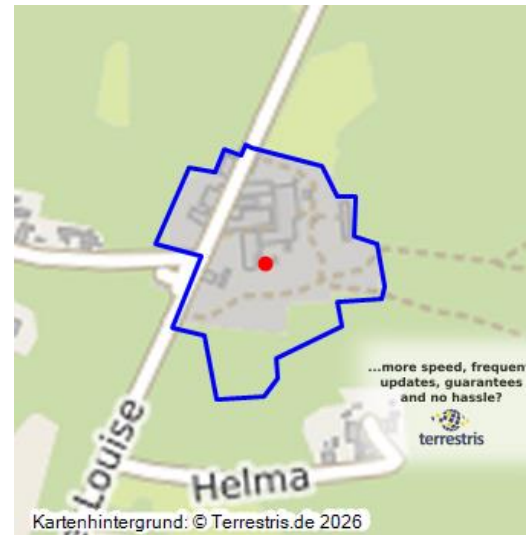 ...more speed, frequen
updates, guarantees
and no hassle?
terrestris
Louise
Helma
Kartenhintergrund: © Terrestris.de 2026